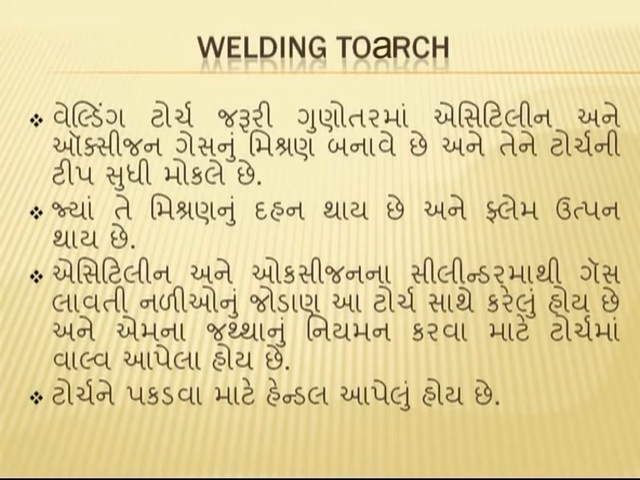 WELDING TOaRCH
❖ વેલ્ડિંગ ટોર્ચ જરૂરી ગુણોતરમાં એસિટિલીન અને
ઑક્સીજન ગેસનું મિશ્રણ બનાવે છે અને તેને ટોર્ચની
ટીપ સુધી મોકલે છે.
❖ જ્યાં તે મિશ્રણનું દહન થાય છે અને ફ્લેમ ઉત્પન
થાય છે.
❖ એસિટિલીન અને ઓકસીજનના સીલીન્ડરમાથી ગૅસ
લાવતી નળીઓનું જોડાણ આ ટોર્ચ સાથે કરેલું હોય છે
અને એમના જથ્થાનું નિયમન કરવા માટે ટોર્ચમાં
વાલ્વ આપેલા હોય છે.
❖ ટોર્ચને પકડવા માટે હેન્ડલ આપેલું હોય છે.